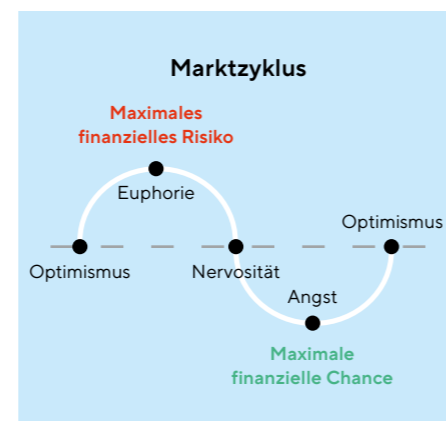 Marktzyklus
Maximales
finanzielles Risiko
Euphorie
Optimismus
Optimismus
Nervosität
Angst
Maximale
finanzielle Chance